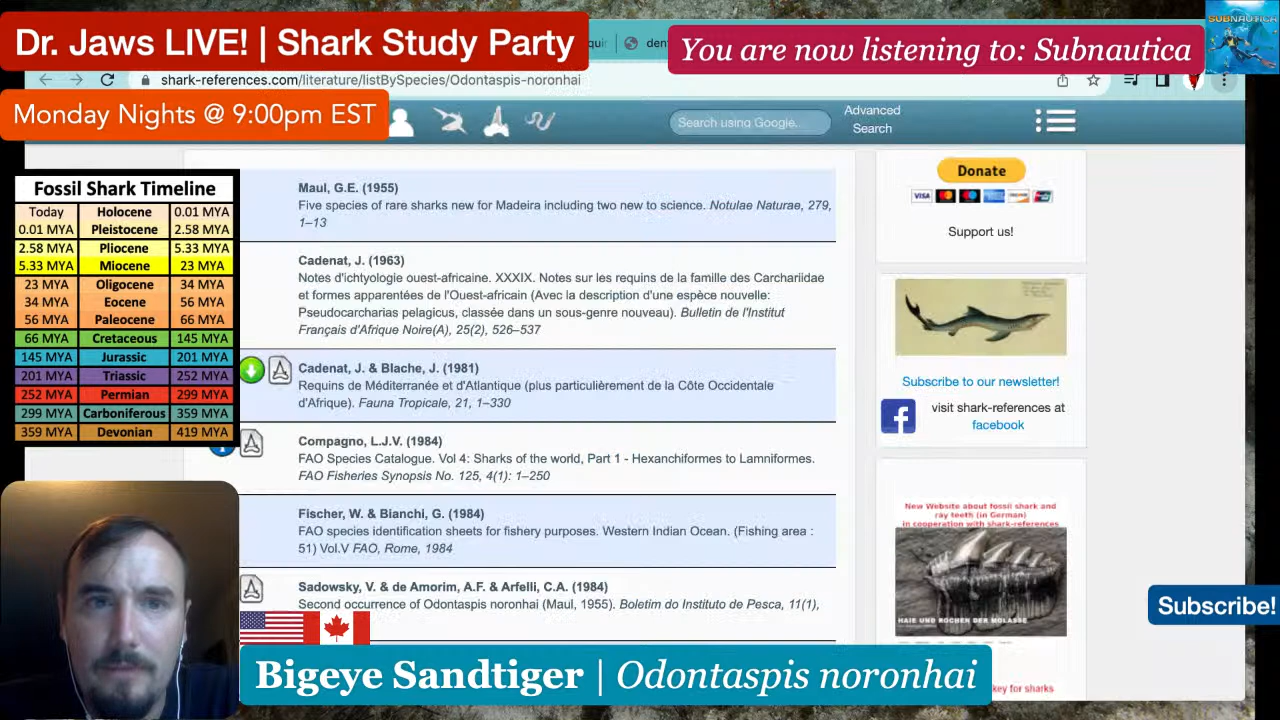 Dr. Jaws LIVE! | Shark Study Party
You are now listening to: Subnautica
SUBNAUTICA
shark-references.com/literature/listBySpecies/Odontaspis-noronhai
Monday Nights @ 9:00pm EST
Search using Google...
Advanced
Search
Fossil Shark Timeline
Today Holocene 0.01 MYA
0.01 MYA Pleistocene 2.58 MYA
2.58 MYA Pliocene 5.33 MYA
5.33 MYA Miocene 23 MYA
23 MYA Oligocene 34 MYA
34 MYA Eocene 56 MYA
56 MYA Paleocene 66 MYA
66 MYA Cretaceous 145 MYA
145 MYA Jurassic 201 MYA
201 MYA Triassic 252 MYA
252 MYA Permian 299 MYA
299 MYA Carboniferous 359 MYA
359 MYA Devonian 419 MYA
Maul, G.E. (1955)
Five species of rare sharks new for Madeira including two new to science. Notulae Naturae, 279,
1–13
Cadenat, J. (1963)
Notes d'ichtyologie ouest-africaine. XXXIX. Notes sur les requins de la famille des Carchariidae
et formes apparentées de l'Ouest-africain (Avec la description d'une espèce nouvelle:
Pseudocarcharias pelagicus, classée dans un sous-genre nouveau). Bulletin de l'Institut
Français d'Afrique Noire(A), 25(2), 526–537
Cadenat, J. & Blache, J. (1981)
Requins de Méditerranée et d'Atlantique (plus particulièrement de la Côte Occidentale
d'Afrique). Fauna Tropicale, 21, 1–330
Compagno, L.J.V. (1984)
FAO Species Catalogue. Vol 4: Sharks of the world, Part 1 - Hexanchiformes to Lamniformes.
FAO Fisheries Synopsis No. 125, 4(1): 1–250
Fischer, W. & Bianchi, G. (1984)
FAO species identification sheets for fishery purposes. Western Indian Ocean. (Fishing area :
51) Vol.V FAO, Rome, 1984
Sadowsky, V. & de Amorim, A.F. & Arfelli, C.A. (1984)
Second occurrence of Odontaspis noronhai (Maul, 1955). Boletim do Instituto de Pesca, 11(1),
Donate
VISA
Support us!
Subscribe to our newsletter!
visit shark-references at
facebook
New Website about fossil shark and
ray teeth (in German)
in cooperation with shark-references
HAIE UND ROCHEN DER MOLASSE
key for sharks
Subscribe!
Bigeye Sandtiger | Odontaspis noronhai